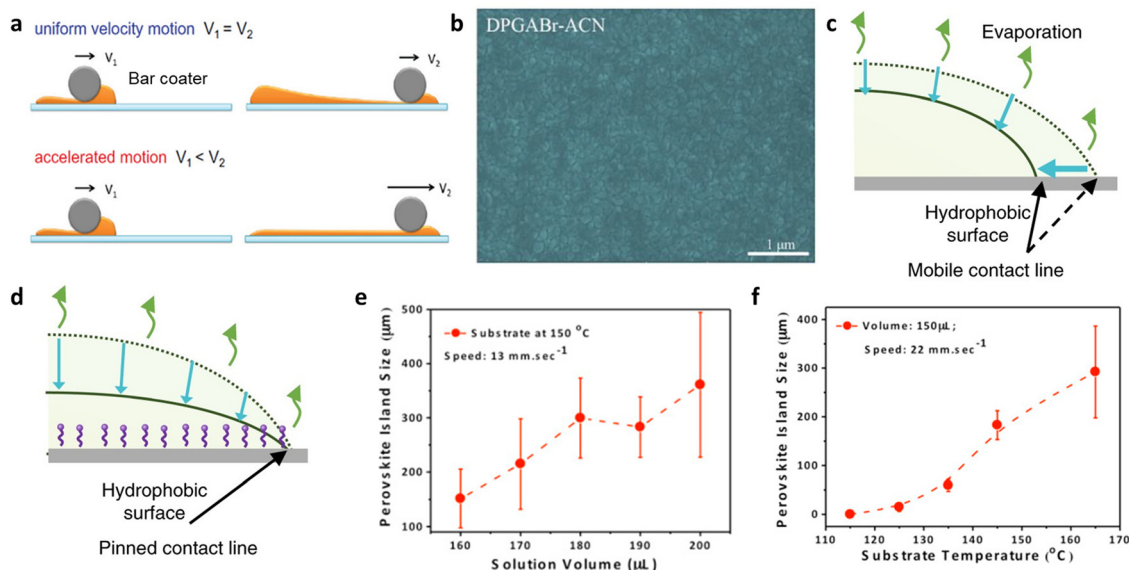 a
uniform velocity motion V₁ = V₂
V₁
Bar coater
V₂
accelerated motion V₁ < V₂
V₁
V₂
b
DPGABr-ACN
1 μm
c
Evaporation
Hydrophobic
surface
Mobile contact line
d
Hydrophobic
surface
Pinned contact line
e
Perovskite Island Size (μm)
500
400
300
200
100
Substrate at 150 °C
Speed: 13 mm.sec⁻¹
160 170 180 190 200
Solution Volume (μL)
f
Perovskite Island Size (μm)
400
300
200
100
0
Volume: 150μL;
Speed: 22 mm.sec⁻¹
110 120 130 140 150 160 170
Substrate Temperature (°C)